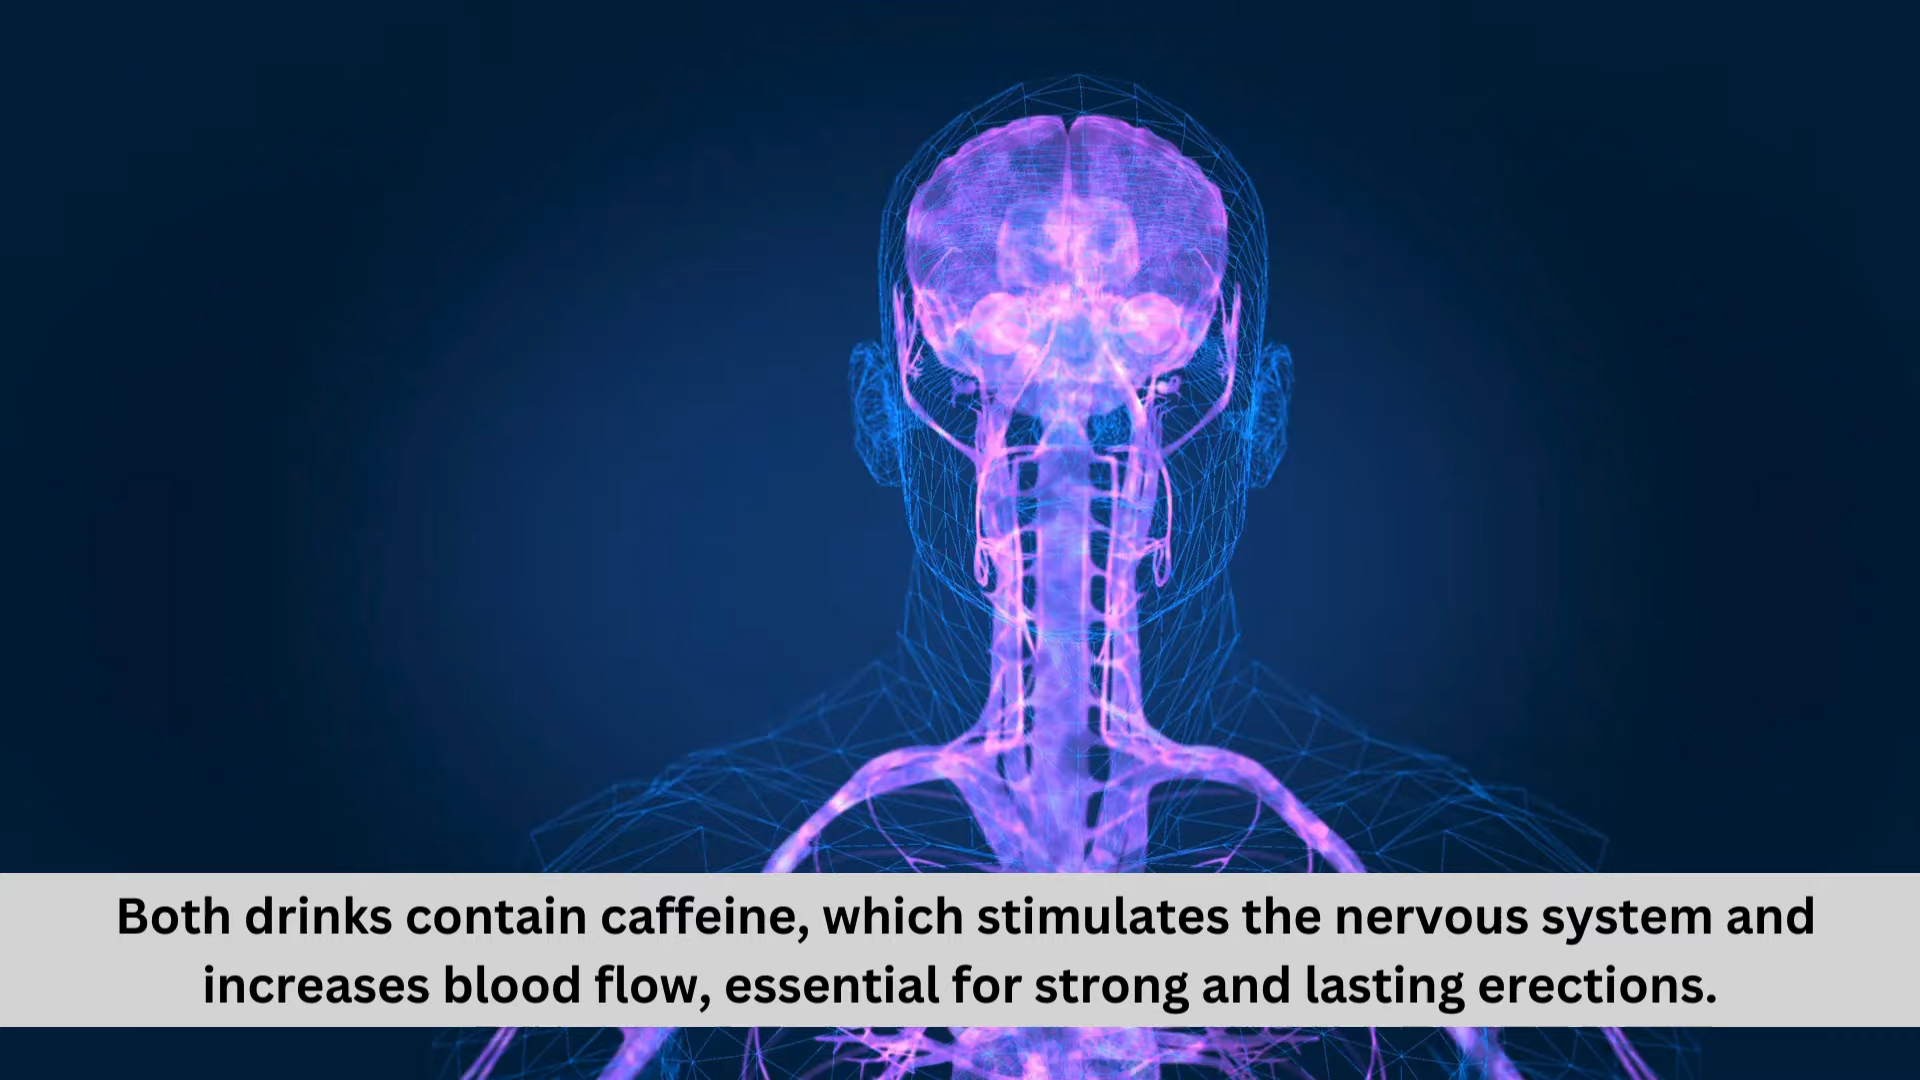 Both drinks contain caffeine, which stimulates the nervous system and
increases blood flow, essential for strong and lasting erections.